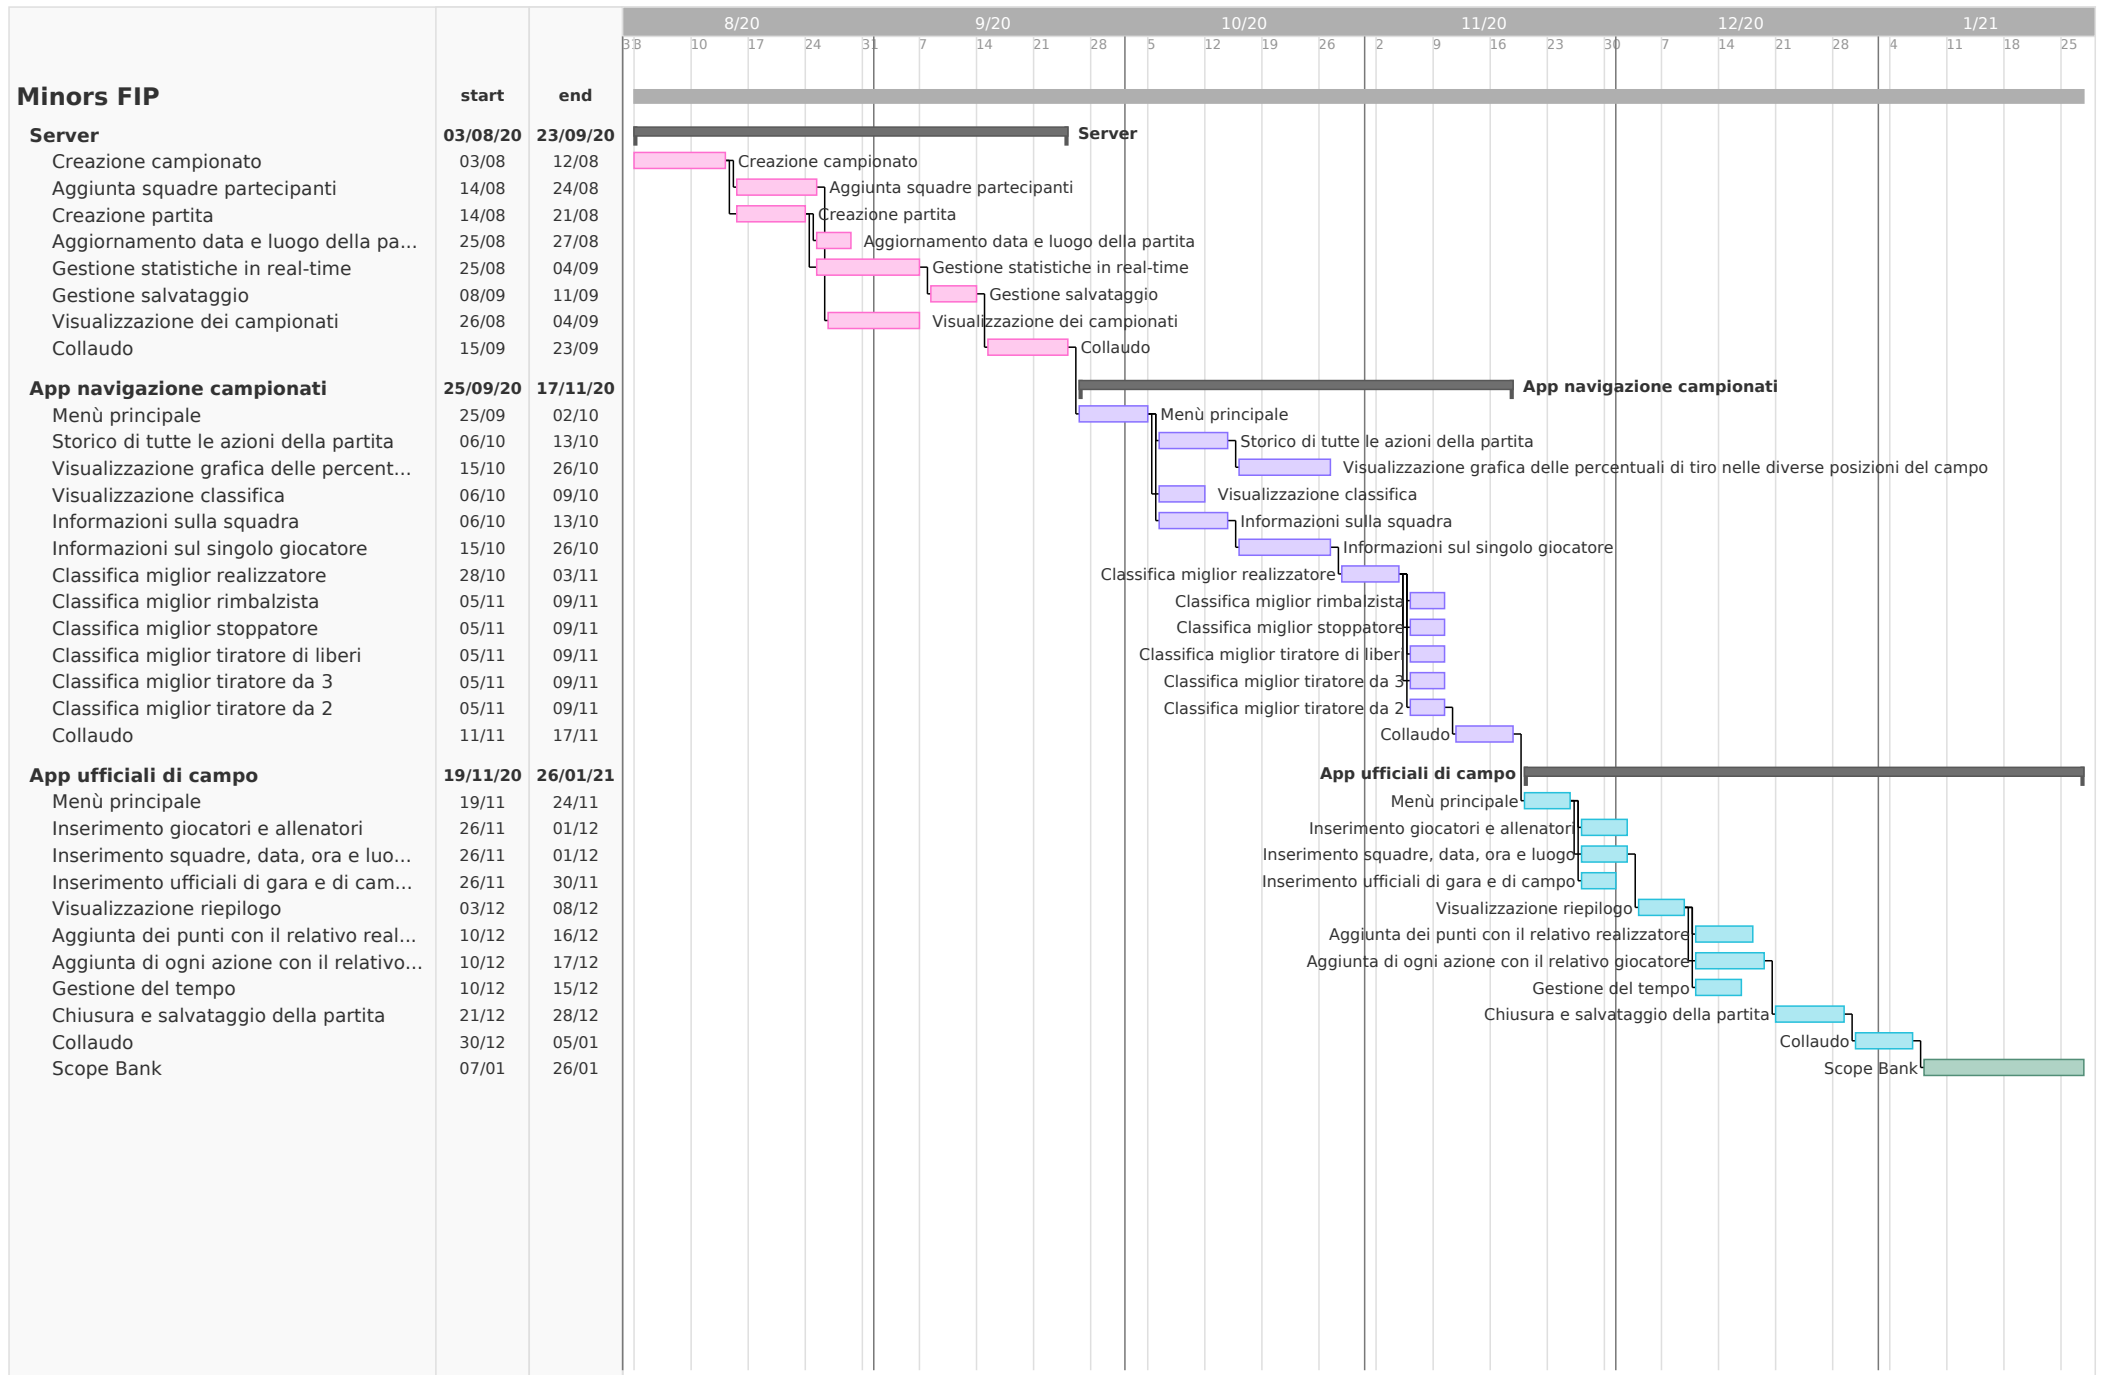 8/20 9/20 10/20 11/20 12/20 1/21
31 3 10 17 24 31 7 14 21 28 5 12 19 26 2 9 16 23 30 7 14 21 28 4 11 18 25
Minors FIP start end
Server 03/08/20 23/09/20 Server
Creazione campionato 03/08 12/08 Creazione campionato
Aggiunta squadre partecipanti 14/08 24/08 Aggiunta squadre partecipanti
Creazione partita 14/08 21/08 Creazione partita
Aggiornamento data e luogo della pa... 25/08 27/08 Aggiornamento data e luogo della partita
Gestione statistiche in real-time 25/08 04/09 Gestione statistiche in real-time
Gestione salvataggio 08/09 11/09 Gestione salvataggio
Visualizzazione dei campionati 26/08 04/09 Visualizzazione dei campionati
Collaudo 15/09 23/09 Collaudo
App navigazione campionati 25/09/20 17/11/20 App navigazione campionati
Menù principale 25/09 02/10 Menù principale
Storico di tutte le azioni della partita 06/10 13/10 Storico di tutte le azioni della partita
Visualizzazione grafica delle percent... 15/10 26/10 Visualizzazione grafica delle percentuali di tiro nelle diverse posizioni del campo
Visualizzazione classifica 06/10 09/10 Visualizzazione classifica
Informazioni sulla squadra 06/10 13/10 Informazioni sulla squadra
Informazioni sul singolo giocatore 15/10 26/10 Informazioni sul singolo giocatore
Classifica miglior realizzatore 28/10 03/11 Classifica miglior realizzatore
Classifica miglior rimbalzista 05/11 09/11 Classifica miglior rimbalzista
Classifica miglior stoppatore 05/11 09/11 Classifica miglior stoppatore
Classifica miglior tiratore di liberi 05/11 09/11 Classifica miglior tiratore di liberi
Classifica miglior tiratore da 3 05/11 09/11 Classifica miglior tiratore da 3
Classifica miglior tiratore da 2 05/11 09/11 Classifica miglior tiratore da 2
Collaudo 11/11 17/11 Collaudo
App ufficiali di campo 19/11/20 26/01/21 App ufficiali di campo
Menù principale 19/11 24/11 Menù principale
Inserimento giocatori e allenatori 26/11 01/12 Inserimento giocatori e allenatori
Inserimento squadre, data, ora e luo... 26/11 01/12 Inserimento squadre, data, ora e luogo
Inserimento ufficiali di gara e di cam... 26/11 30/11 Inserimento ufficiali di gara e di campo
Visualizzazione riepilogo 03/12 08/12 Visualizzazione riepilogo
Aggiunta dei punti con il relativo real... 10/12 16/12 Aggiunta dei punti con il relativo realizzatore
Aggiunta di ogni azione con il relativo... 10/12 17/12 Aggiunta di ogni azione con il relativo giocatore
Gestione del tempo 10/12 15/12 Gestione del tempo
Chiusura e salvataggio della partita 21/12 28/12 Chiusura e salvataggio della partita
Collaudo 30/12 05/01 Collaudo
Scope Bank 07/01 26/01 Scope Bank